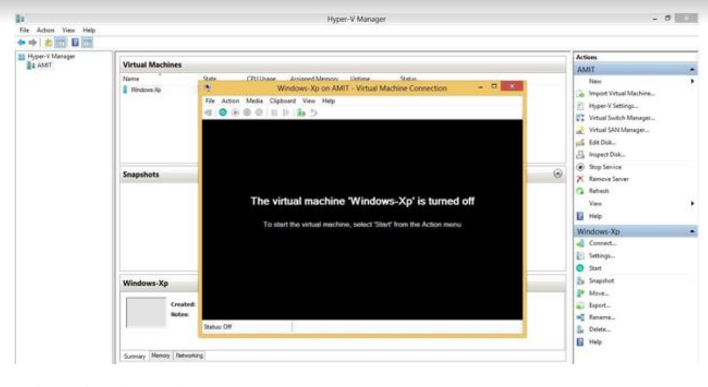 Hyper-V Manager
File Action View Help
Hyper-V Manager
AMIT
Virtual Machines
Name State CPU Usage Assigned Memory Uptime Status
Windows-Xp
Windows-Xp on AMIT - Virtual Machine Connection
File Action Media Clipboard View Help
The virtual machine 'Windows-Xp' is turned off
To start the virtual machine, select 'Start' from the Action menu
Status: Off
Snapshots
Windows-Xp
Created:
Notes:
Summary Memory Networking
Actions
AMIT
New
Import Virtual Machine...
Hyper-V Settings...
Virtual Switch Manager...
Virtual SAN Manager...
Edit Disk...
Inspect Disk...
Stop Service
Remove Server
Refresh
View
Help
Windows-Xp
Connect...
Settings...
Start
Snapshot
Move...
Export...
Rename...
Delete...
Help